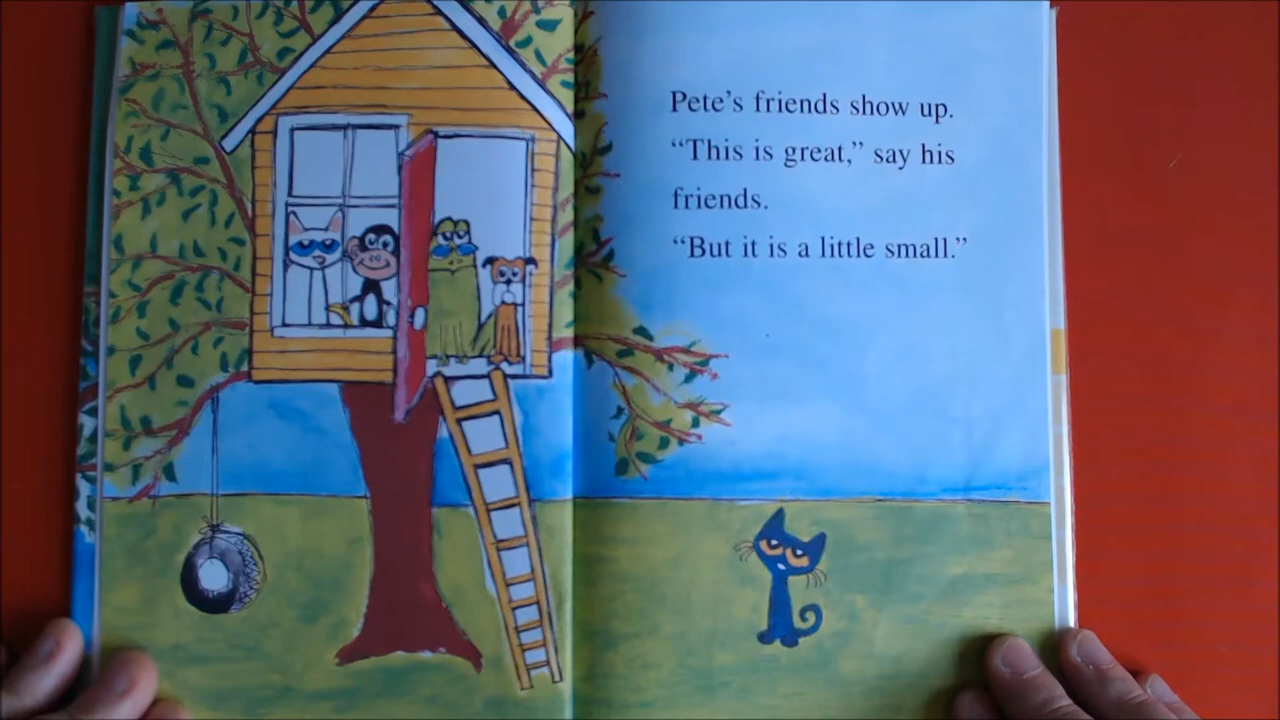 Pete's friends show up.
“This is great,” say his
friends.
“But it is a little small.”